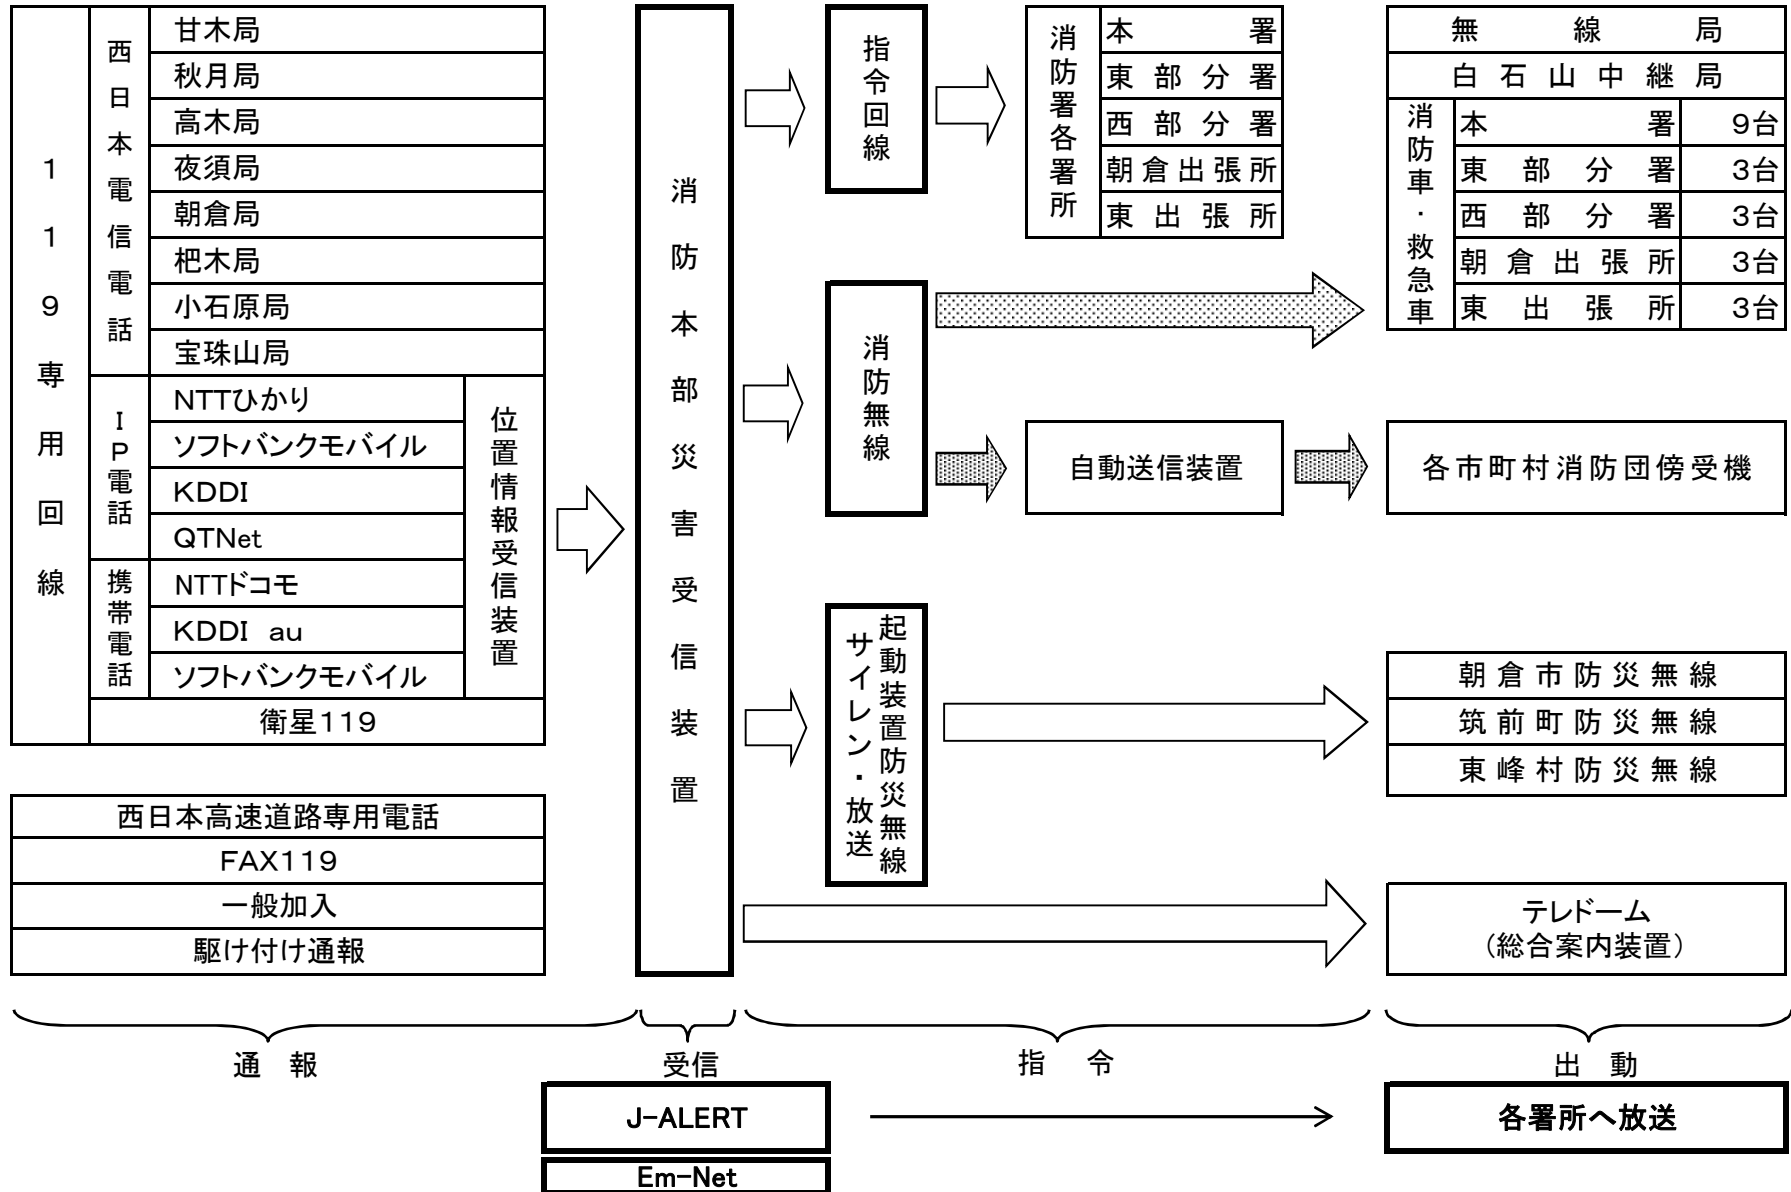 119専用回線
西日本電信電話
甘木局
秋月局
高木局
夜須局
朝倉局
杷木局
小石原局
宝珠山局
IP電話
NTTひかり
ソフトバンクモバイル
KDDI
QTNet
携帯電話
NTTドコモ
KDDI au
ソフトバンクモバイル
位置情報受信装置
衛星119
西日本高速道路専用電話
FAX119
一般加入
駆け付け通報
消防本部災害受信装置
指令回線
消防署各署所
本署
東部分署
西部分署
朝倉出張所
東出張所
消防無線
無線局
白石山中継局
消防車・救急車
本署 9台
東部分署 3台
西部分署 3台
朝倉出張所 3台
東出張所 3台
自動送信装置
各市町村消防団傍受機
起動装置防災無線
サイレン・放送
朝倉市防災無線
筑前町防災無線
東峰村防災無線
テレドーム
(総合案内装置)
通報
受信
指令
出動
J-ALERT
各署所へ放送
Em-Net